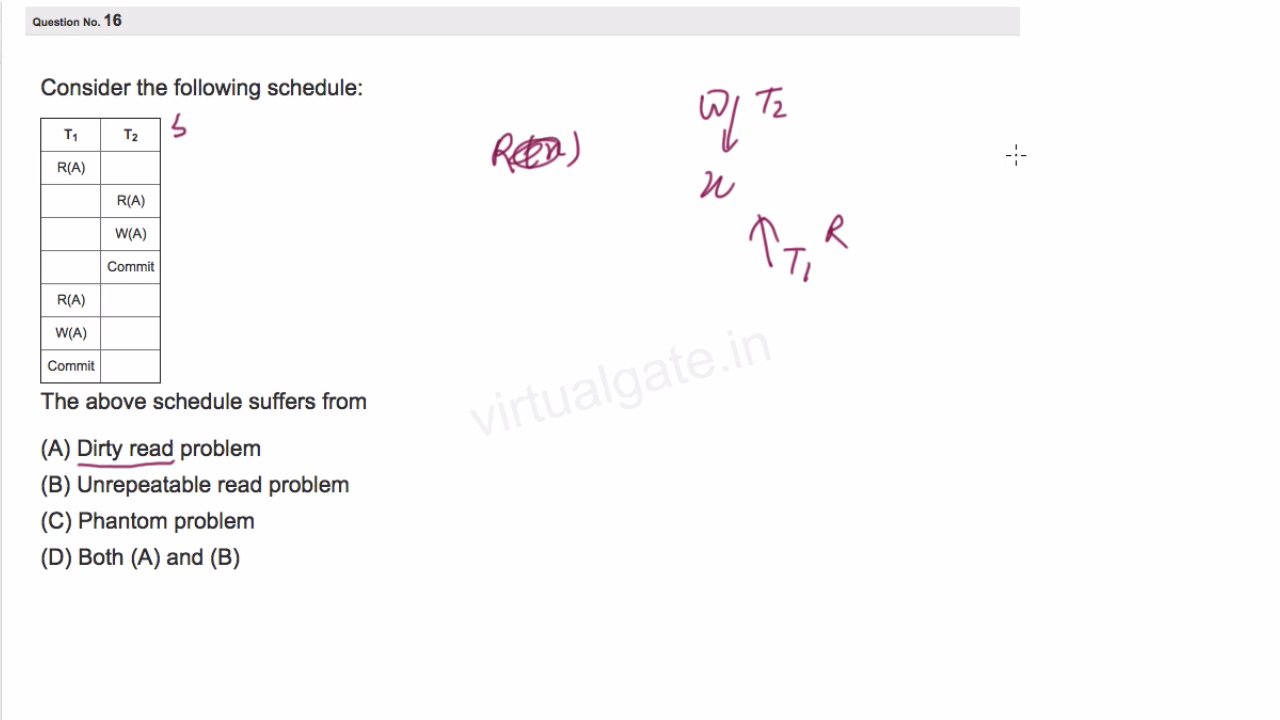 Question No. 16
Consider the following schedule:
T₁ T₂ S
R(A)
R(A)
W(A)
Commit
R(A)
W(A)
Commit
W T₂
x
T₁ R
The above schedule suffers from
(A) Dirty read problem
(B) Unrepeatable read problem
(C) Phantom problem
(D) Both (A) and (B)
virtualgate.in